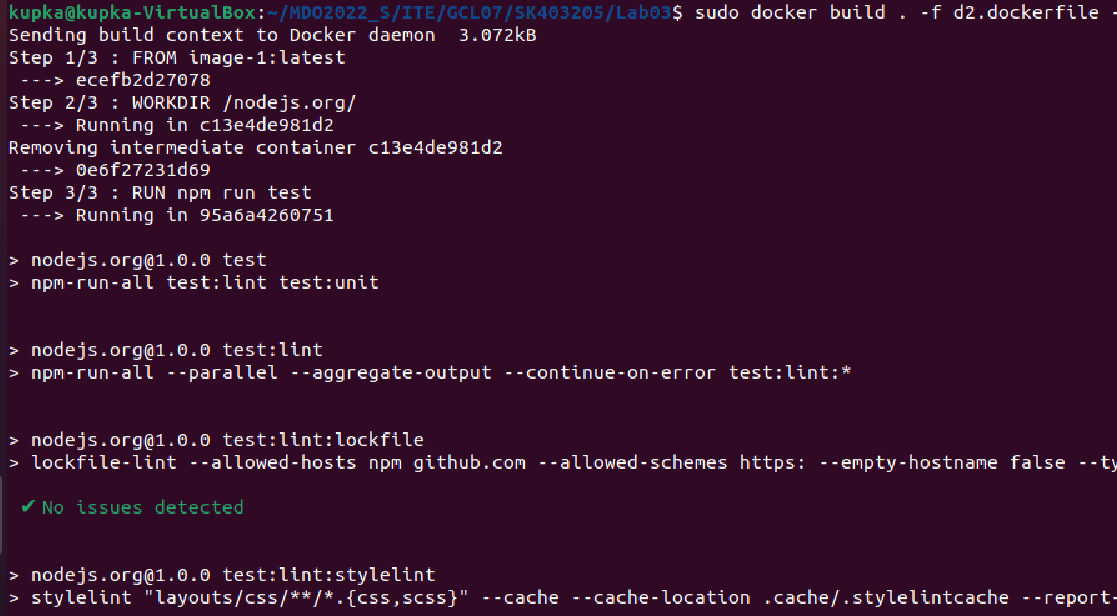 kupka@kupka-VirtualBox:~/MDO2022_S/ITE/GCL07/SK403205/Lab03$ sudo docker build . -f d2.dockerfile -
Sending build context to Docker daemon  3.072kB
Step 1/3 : FROM image-1:latest
 ---> ecefb2d27078
Step 2/3 : WORKDIR /nodejs.org/
 ---> Running in c13e4de981d2
Removing intermediate container c13e4de981d2
 ---> 0e6f27231d69
Step 3/3 : RUN npm run test
 ---> Running in 95a6a4260751
> nodejs.org@1.0.0 test
> npm-run-all test:lint test:unit
> nodejs.org@1.0.0 test:lint
> npm-run-all --parallel --aggregate-output --continue-on-error test:lint:*
> nodejs.org@1.0.0 test:lint:lockfile
> lockfile-lint --allowed-hosts npm github.com --allowed-schemes https: --empty-hostname false --ty
✔ No issues detected
> nodejs.org@1.0.0 test:lint:stylelint
> stylelint "layouts/css/**/*.{css,scss}" --cache --cache-location .cache/.stylelintcache --reports